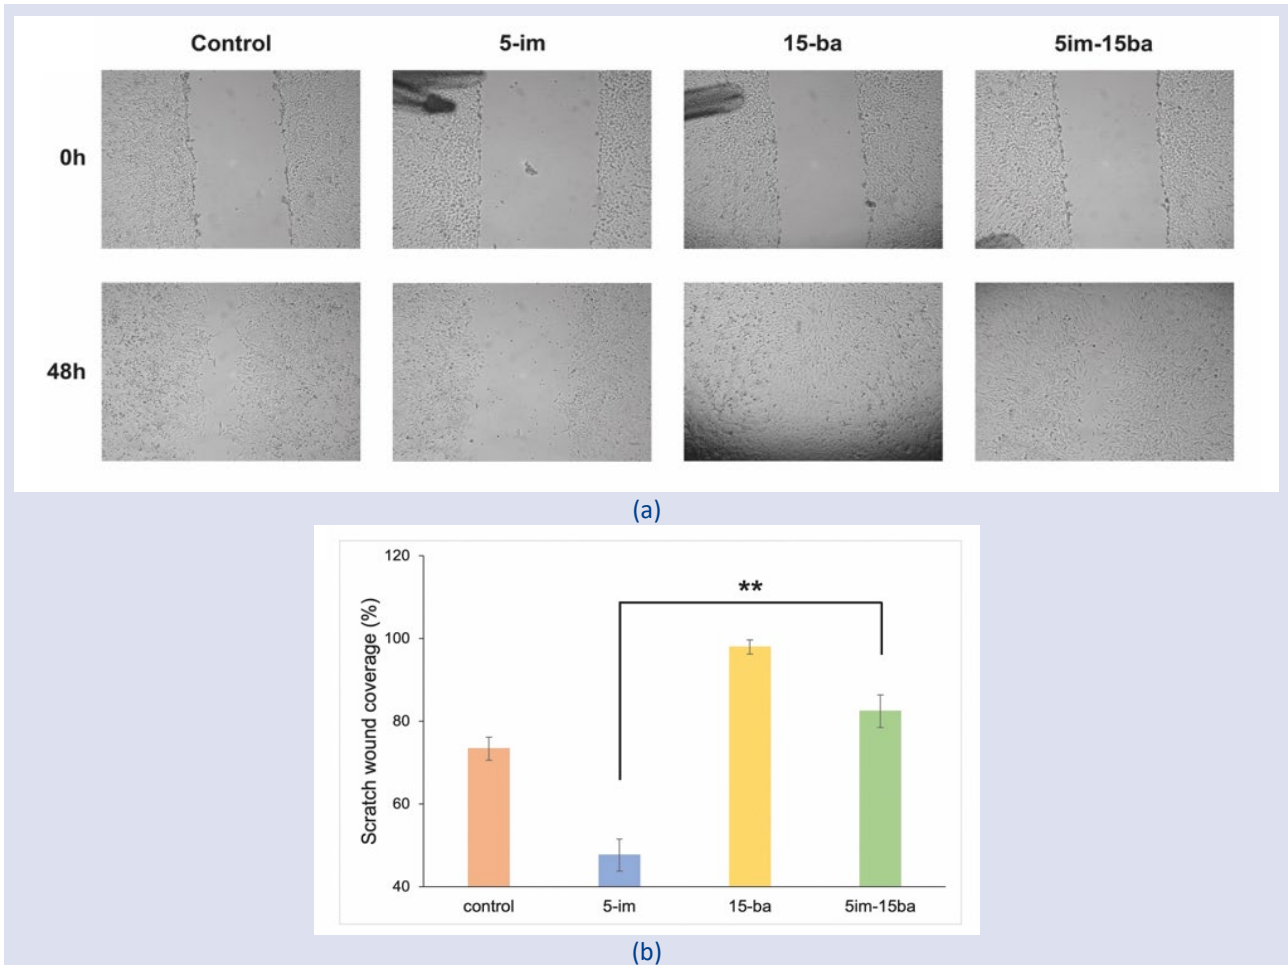 Control 5-im 15-ba 5im-15ba
0h
48h
(a)
120
100
80
60
40
Scratch wound coverage (%)
**
control 5-im 15-ba 5im-15ba
(b)